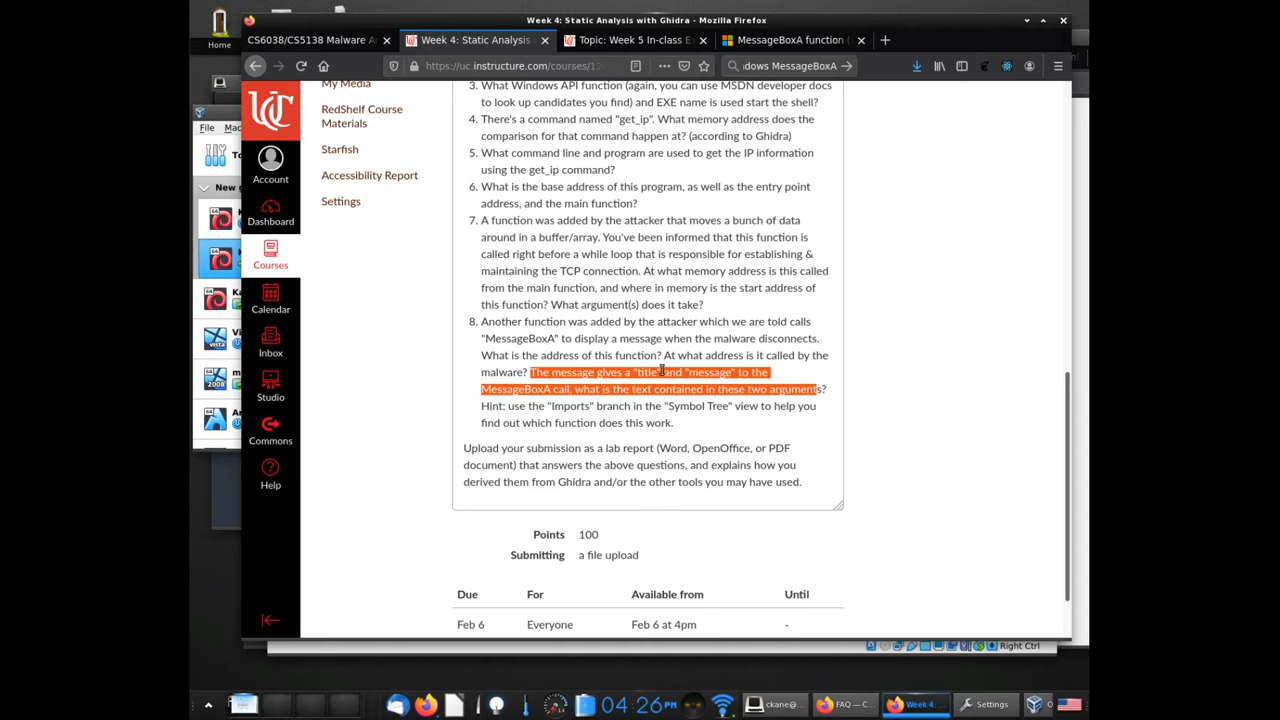 Home
Week 4: Static Analysis with Ghidra - Mozilla Firefox
CS6038/CS5138 Malware A
Week 4: Static Analysis
Topic: Week 5 In-class E
MessageBoxA function (
https://uc.instructure.com/courses/12
dows MessageBoxA
File
Mac
To
New g
64
Account
Dashboard
Courses
Calendar
Inbox
Studio
Commons
Help
My Media
RedShelf Course
Materials
Starfish
Accessibility Report
Settings
3. What Windows API function (again, you can use MSDN developer docs
to look up candidates you find) and EXE name is used start the shell?
4. There's a command named "get_ip". What memory address does the
comparison for that command happen at? (according to Ghidra)
5. What command line and program are used to get the IP information
using the get_ip command?
6. What is the base address of this program, as well as the entry point
address, and the main function?
7. A function was added by the attacker that moves a bunch of data
around in a buffer/array. You've been informed that this function is
called right before a while loop that is responsible for establishing &
maintaining the TCP connection. At what memory address is this called
from the main function, and where in memory is the start address of
this function? What argument(s) does it take?
8. Another function was added by the attacker which we are told calls
"MessageBoxA" to display a message when the malware disconnects.
What is the address of this function? At what address is it called by the
malware? The message gives a "title" and "message" to the
MessageBoxA call, what is the text contained in these two arguments?
Hint: use the "Imports" branch in the "Symbol Tree" view to help you
find out which function does this work.
Upload your submission as a lab report (Word, OpenOffice, or PDF
document) that answers the above questions, and explains how you
derived them from Ghidra and/or the other tools you may have used.
Points 100
Submitting a file upload
Due For Available from Until
Feb 6 Everyone Feb 6 at 4pm -
Right Ctrl
04:26PM
ckane@
FAQ — C
Week 4:
Settings